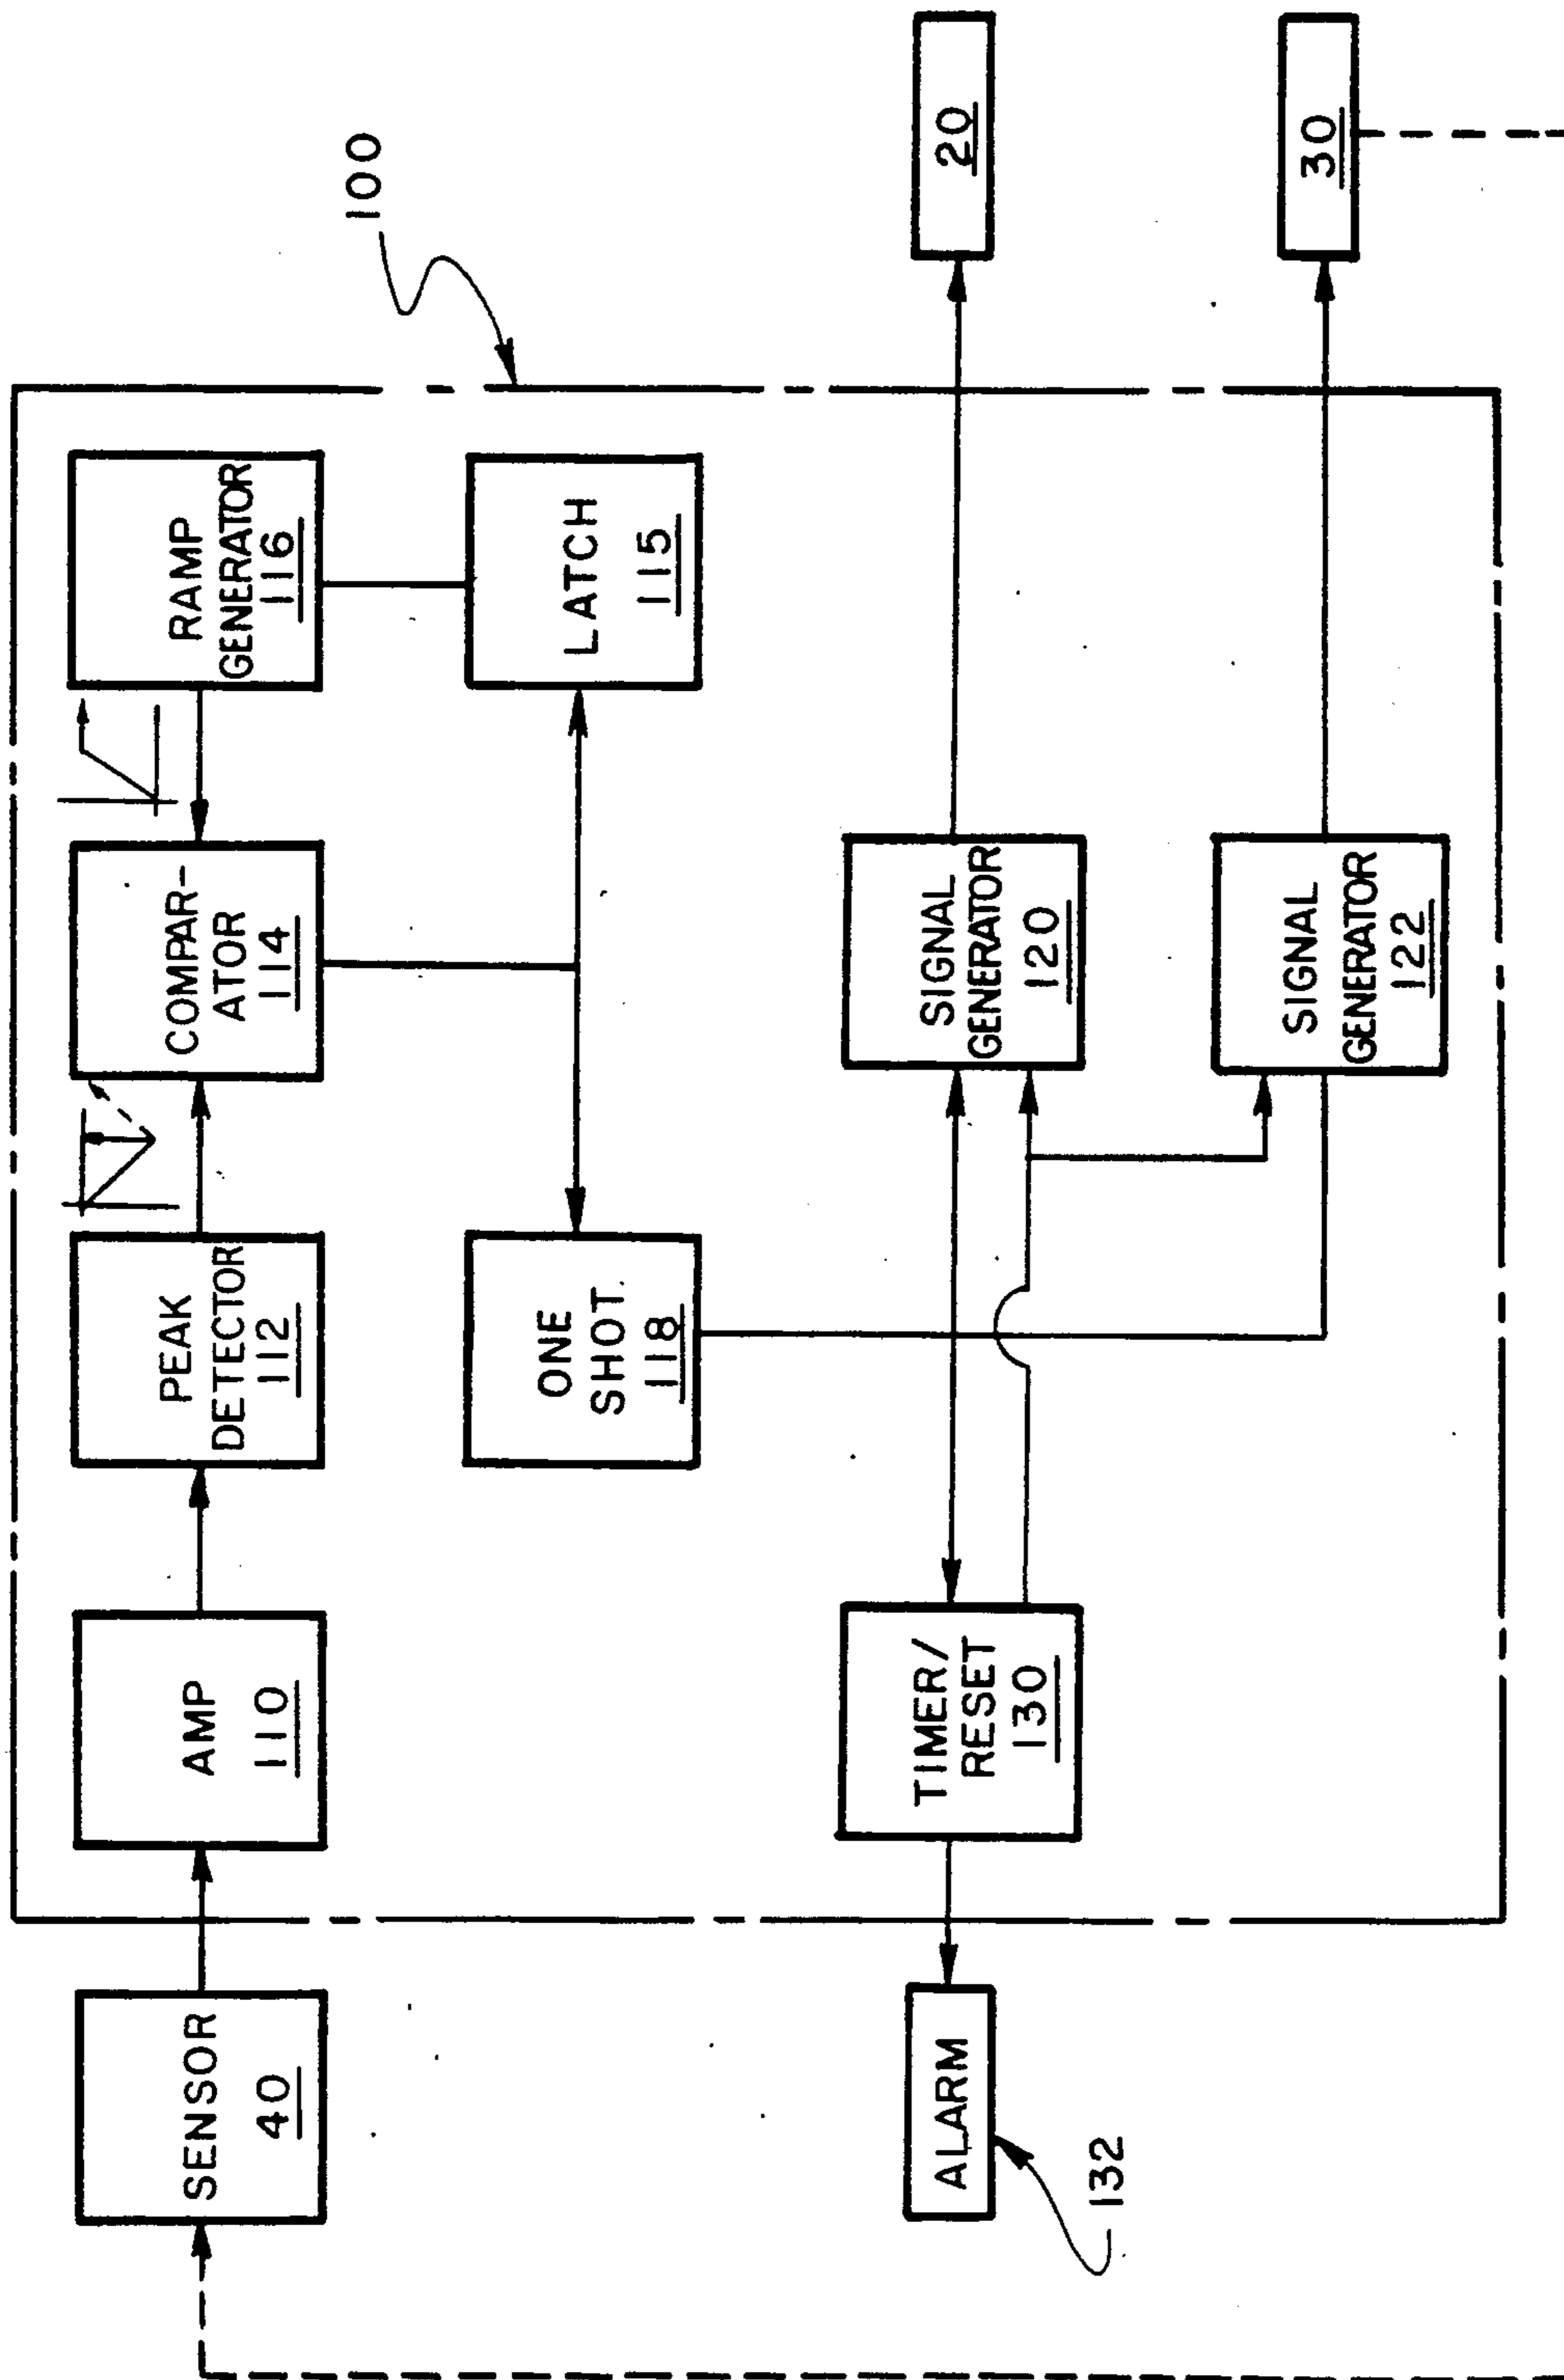 SENSOR
40
AMP
110
PEAK
DETECTOR
112
COMPAR-
ATOR
114
RAMP
GENERATOR
116
100
ONE
SHOT
118
LATCH
115
ALARM
132
TIMER/
RESET
130
SIGNAL
GENERATOR
120
20
SIGNAL
GENERATOR
122
30